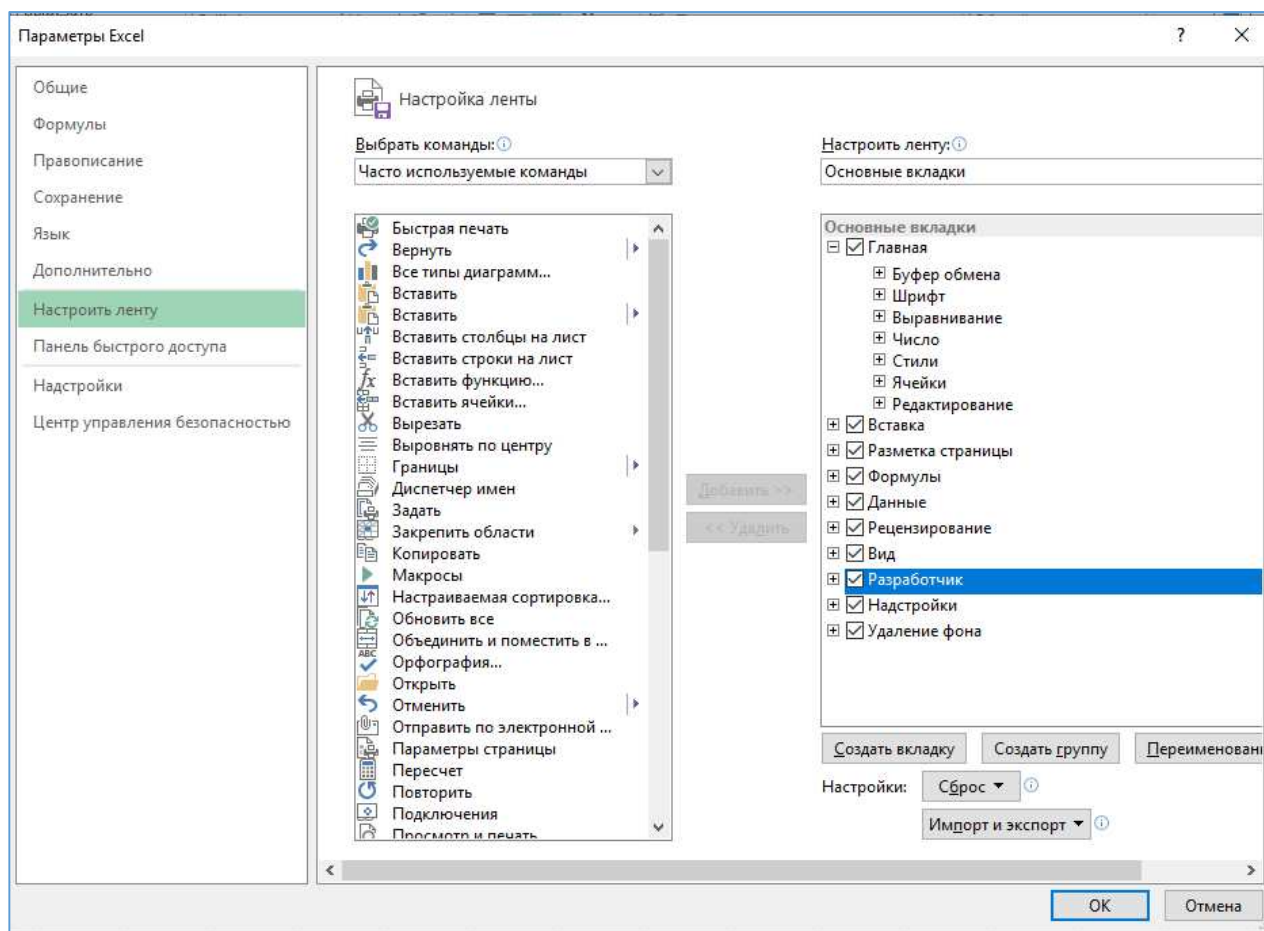 Параметры Excel
?
Общие
Формулы
Правописание
Сохранение
Язык
Дополнительно
Настроить ленту
Панель быстрого доступа
Надстройки
Центр управления безопасностью
Настройка ленты
Выбрать команды:
Часто используемые команды
Быстрая печать
Вернуть
Все типы диаграмм...
Вставить
Вставить
Вставить столбцы на лист
Вставить строки на лист
Вставить функцию...
Вставить ячейки...
Вырезать
Выровнять по центру
Границы
Диспетчер имен
Задать
Закрепить области
Копировать
Макросы
Настраиваемая сортировка...
Обновить все
Объединить и поместить в ...
Орфография...
Открыть
Отменить
Отправить по электронной ...
Параметры страницы
Пересчет
Повторить
Подключения
Просмотр и печать
Добавить >>
<< Удалить
Настроить ленту:
Основные вкладки
Основные вкладки
Главная
Буфер обмена
Шрифт
Выравнивание
Число
Стили
Ячейки
Редактирование
Вставка
Разметка страницы
Формулы
Данные
Рецензирование
Вид
Разработчик
Надстройки
Удаление фона
Создать вкладку
Создать группу
Переименован
Настройки:
Сброс
Импорт и экспорт
ОК
Отмена